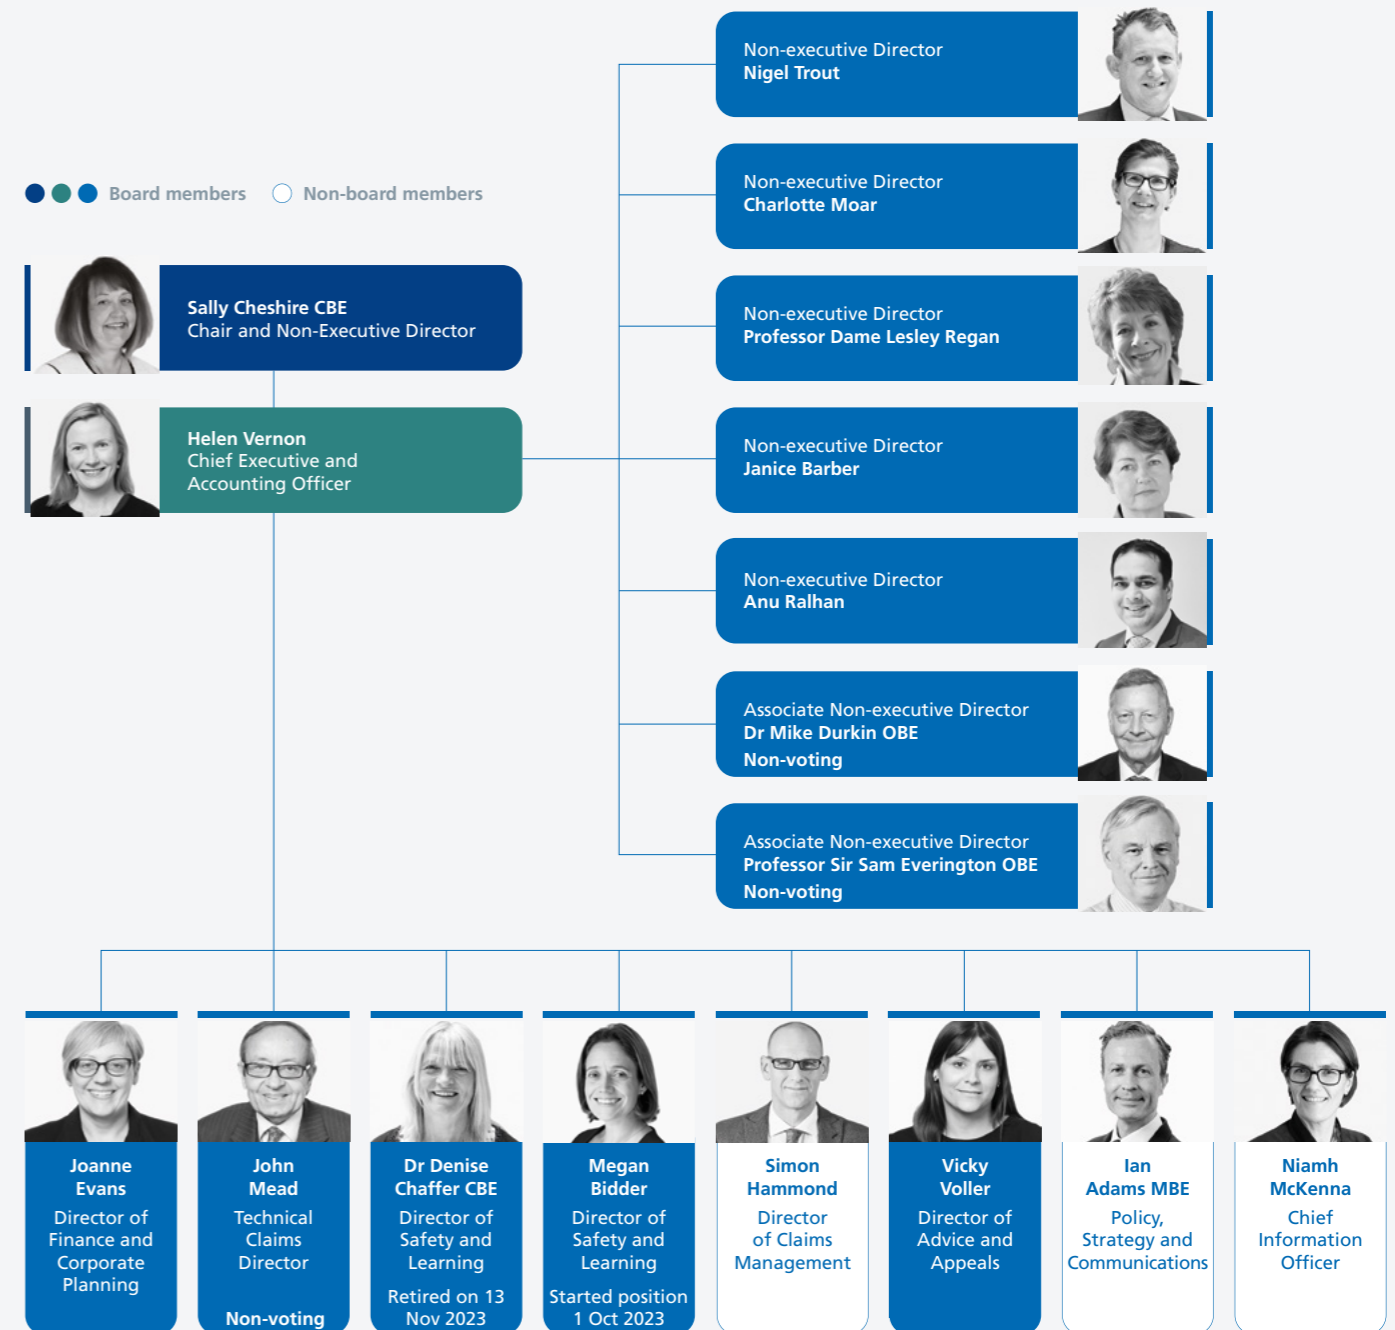 Non-executive Director
Nigel Trout
Non-executive Director
Charlotte Moar
Board members
Non-board members
Non-executive Director
Professor Dame Lesley Regan
Sally Cheshire CBE
Chair and Non-Executive Director
Helen Vernon
Chief Executive and
Accounting Officer
Non-executive Director
Janice Barber
Non-executive Director
Anu Ralhan
Associate Non-executive Director
Dr Mike Durkin OBE
Non-voting
Associate Non-executive Director
Professor Sir Sam Everington OBE
Non-voting
Joanne
Evans
Director of
Finance and
Corporate
Planning
John
Mead
Technical
Claims
Director
Non-voting
Dr Denise
Chaffer CBE
Director of
Safety and
Learning
Retired on 13
Nov 2023
Megan
Bidder
Director of
Safety and
Learning
Started position
1 Oct 2023
Simon
Hammond
Director
of Claims
Management
Vicky
Voller
Director of
Advice and
Appeals
Ian
Adams MBE
Policy,
Strategy and
Communications
Niamh
McKenna
Chief
Information
Officer